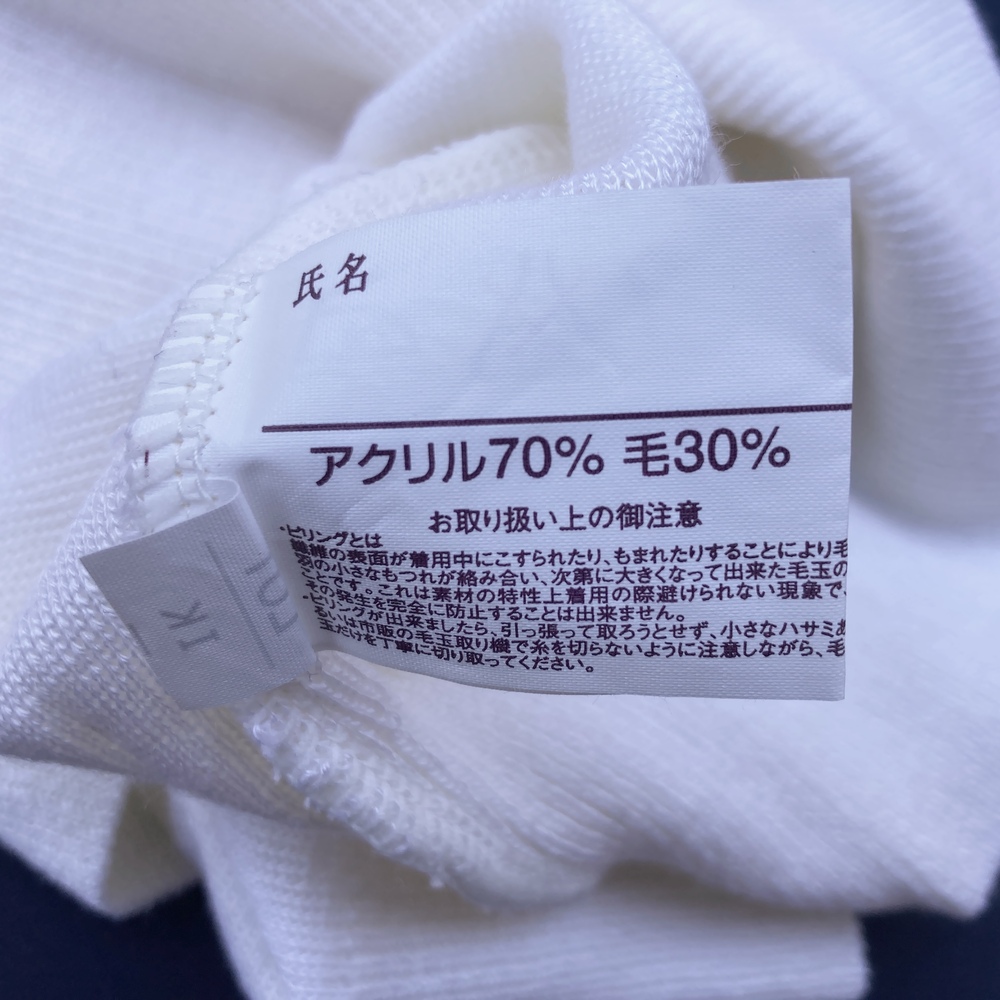 氏名
アクリル70% 毛30%
お取り扱い上の御注意
・ピリングとは
繊維の表面が着用中にこすられたり、もまれたりすることにより毛
羽の小さなもつれが絡み合い、次第に大きくなって出来た毛玉の
ことです。これは素材の特性上着用の際避けられない現象で、
その発生を完全に防止することは出来ません。
・ピリングが出来ましたら、引っ張って取ろうとせず、小さなハサミあ
るいは市販の毛玉取り機で糸を切らないように注意しながら、毛
玉だけを丁寧に切り取ってください。
IK